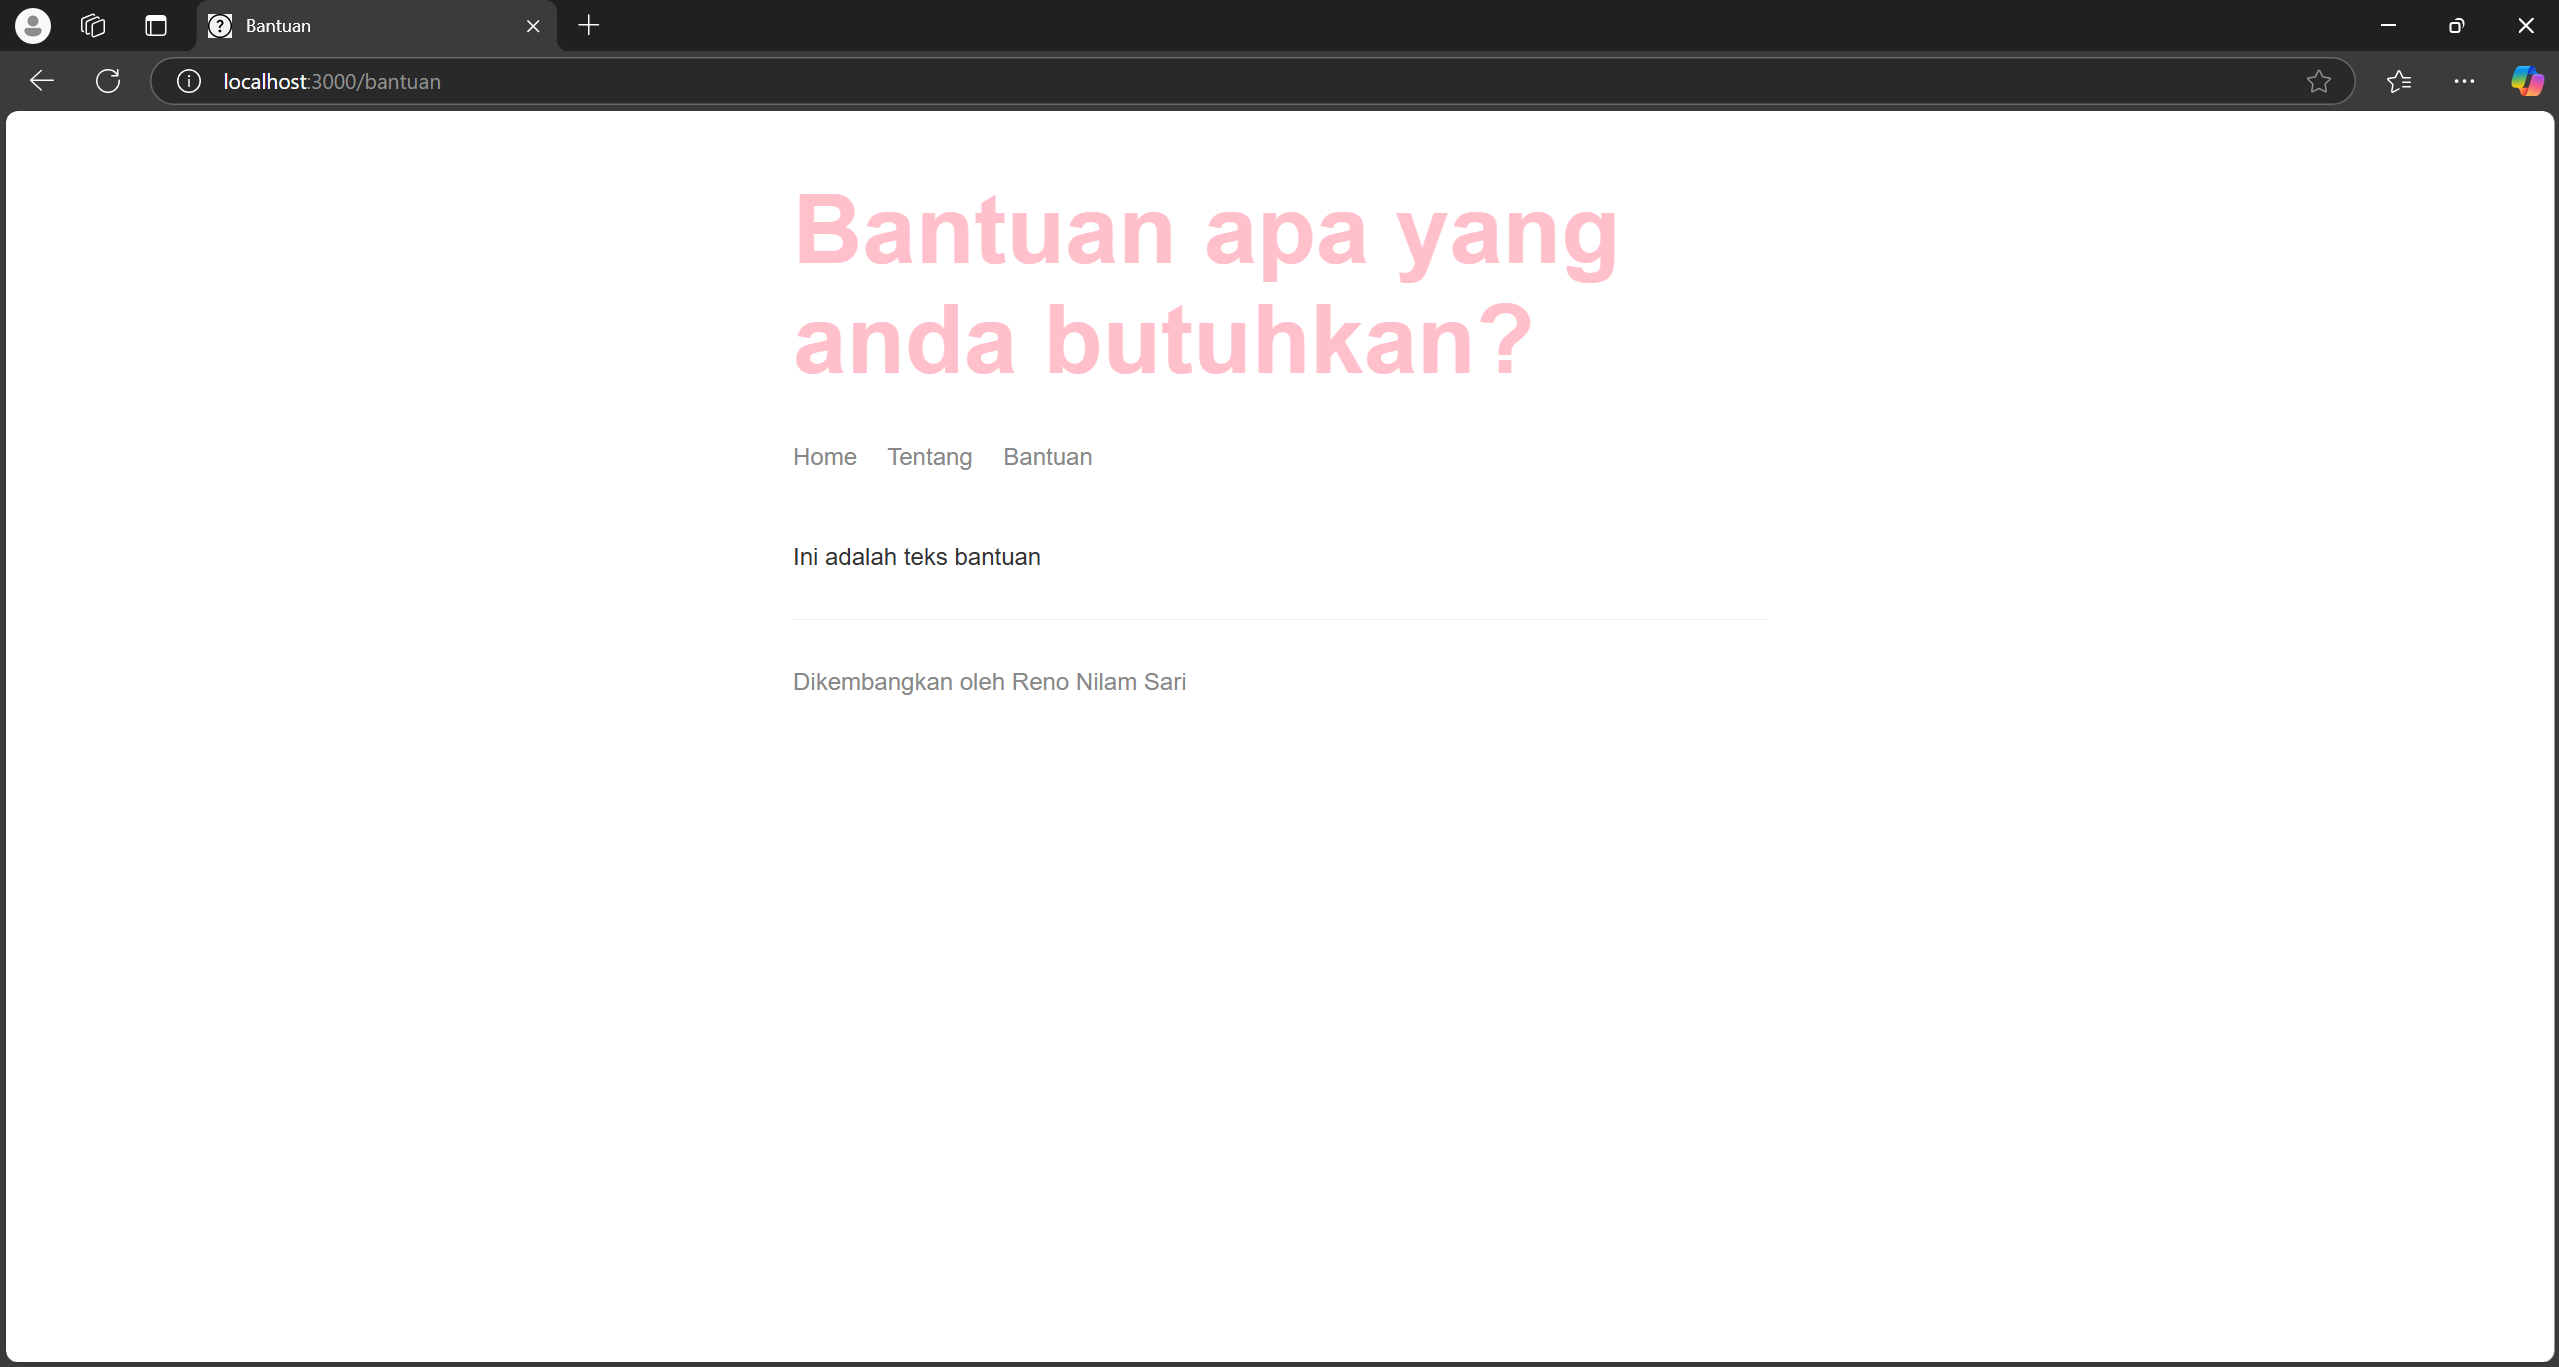 Bantuan
localhost:3000/bantuan
Bantuan apa yang
anda butuhkan?
Home Tentang Bantuan
Ini adalah teks bantuan
Dikembangkan oleh Reno Nilam Sari